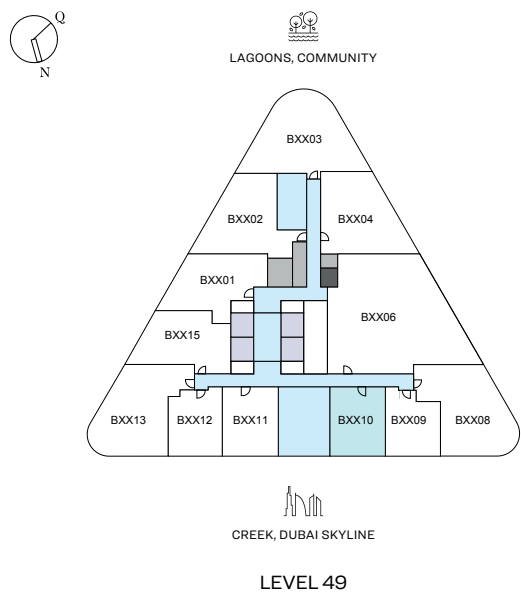 Q
N
LAGOONS, COMMUNITY
BXX03
BXX02 BXX04
BXX01
BXX06
BXX15
BXX13 BXX12 BXX11 BXX10 BXX09 BXX08
CREEK, DUBAI SKYLINE
LEVEL 49